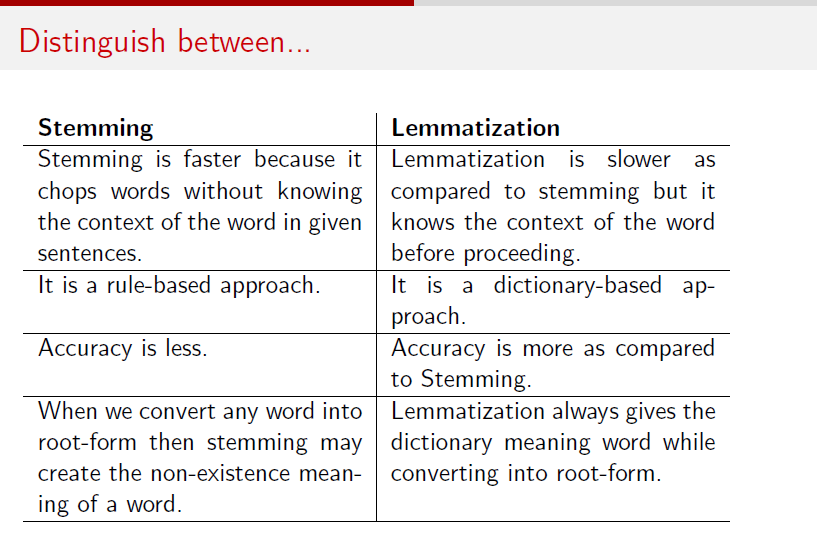 Distinguish between...
Stemming
Lemmatization
Stemming is faster because it
chops words without knowing
the context of the word in given
sentences.
Lemmatization is slower as
compared to stemming but it
knows the context of the word
before proceeding.
It is a rule-based approach.
It is a dictionary-based ap-
proach.
Accuracy is less.
Accuracy is more as compared
to Stemming.
When we convert any word into
root-form then stemming may
create the non-existence mean-
ing of a word.
Lemmatization always gives the
dictionary meaning word while
converting into root-form.